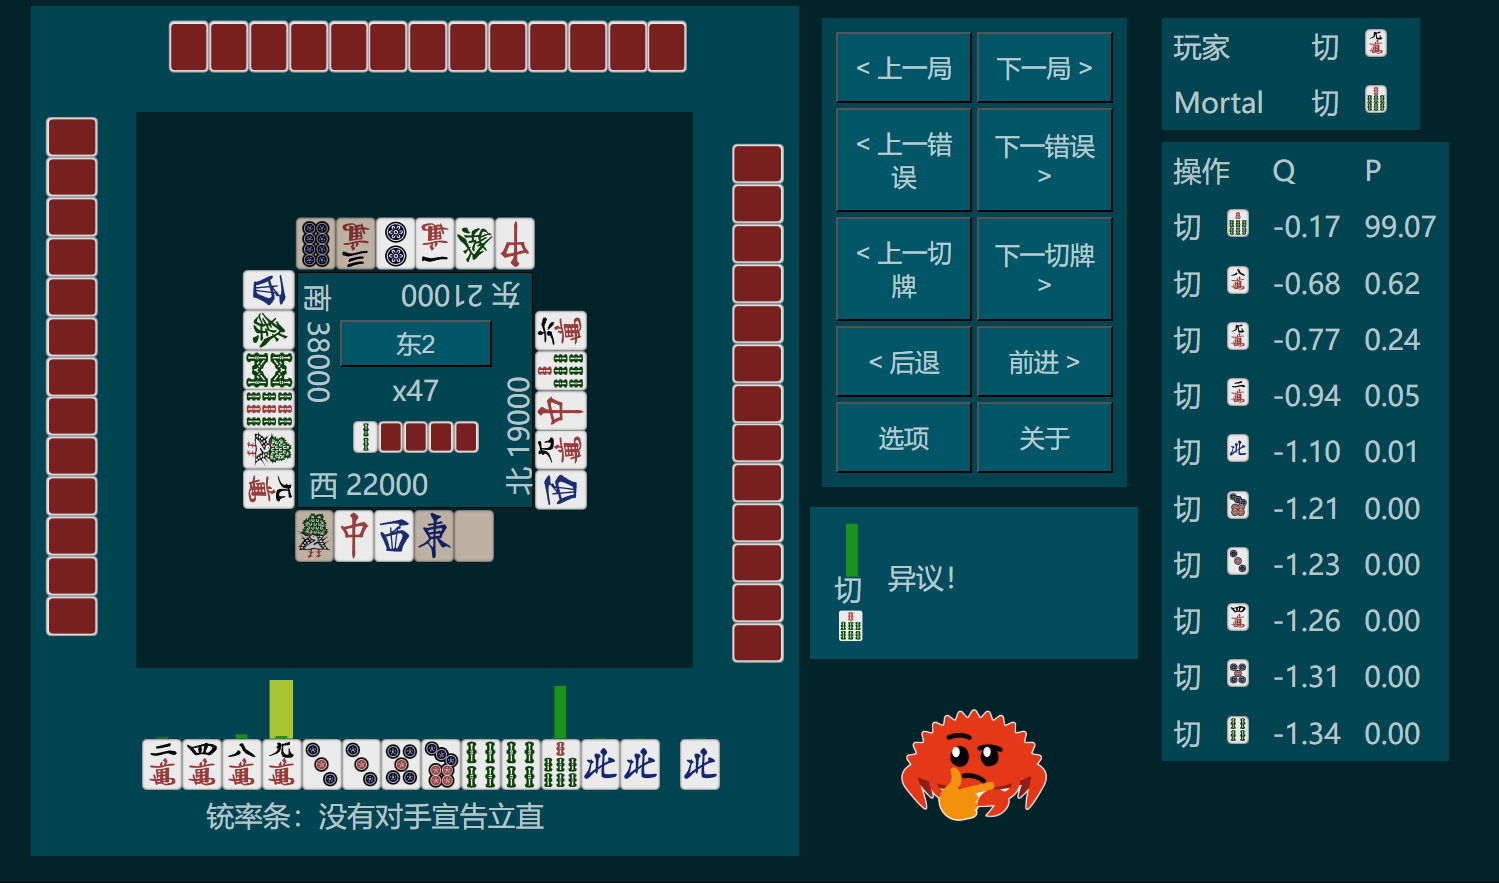 东 21000
南 38000
东2
x47
北 19000
西 22000
铳率条：没有对手宣告立直
< 上一局
下一局 >
< 上一错误
下一错误 >
< 上一切牌
下一切牌 >
< 后退
前进 >
选项
关于
切
异议！
玩家 切
Mortal 切
操作 Q P
切 -0.17 99.07
切 -0.68 0.62
切 -0.77 0.24
切 -0.94 0.05
切 -1.10 0.01
切 -1.21 0.00
切 -1.23 0.00
切 -1.26 0.00
切 -1.31 0.00
切 -1.34 0.00